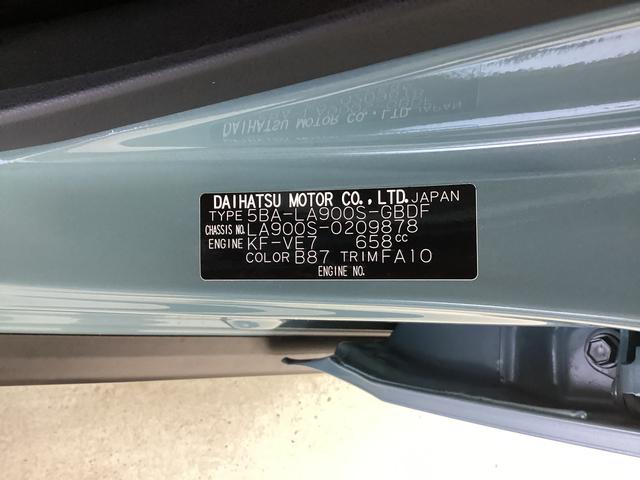 DAIHATSU MOTOR CO.,LTD. JAPAN
TYPE 5BA-LA900S-GBDF
CHASSIS NO. LA900S-0209878
ENGINE KF-VE7 658cc
COLOR B87 TRIM FA10
ENGINE NO.